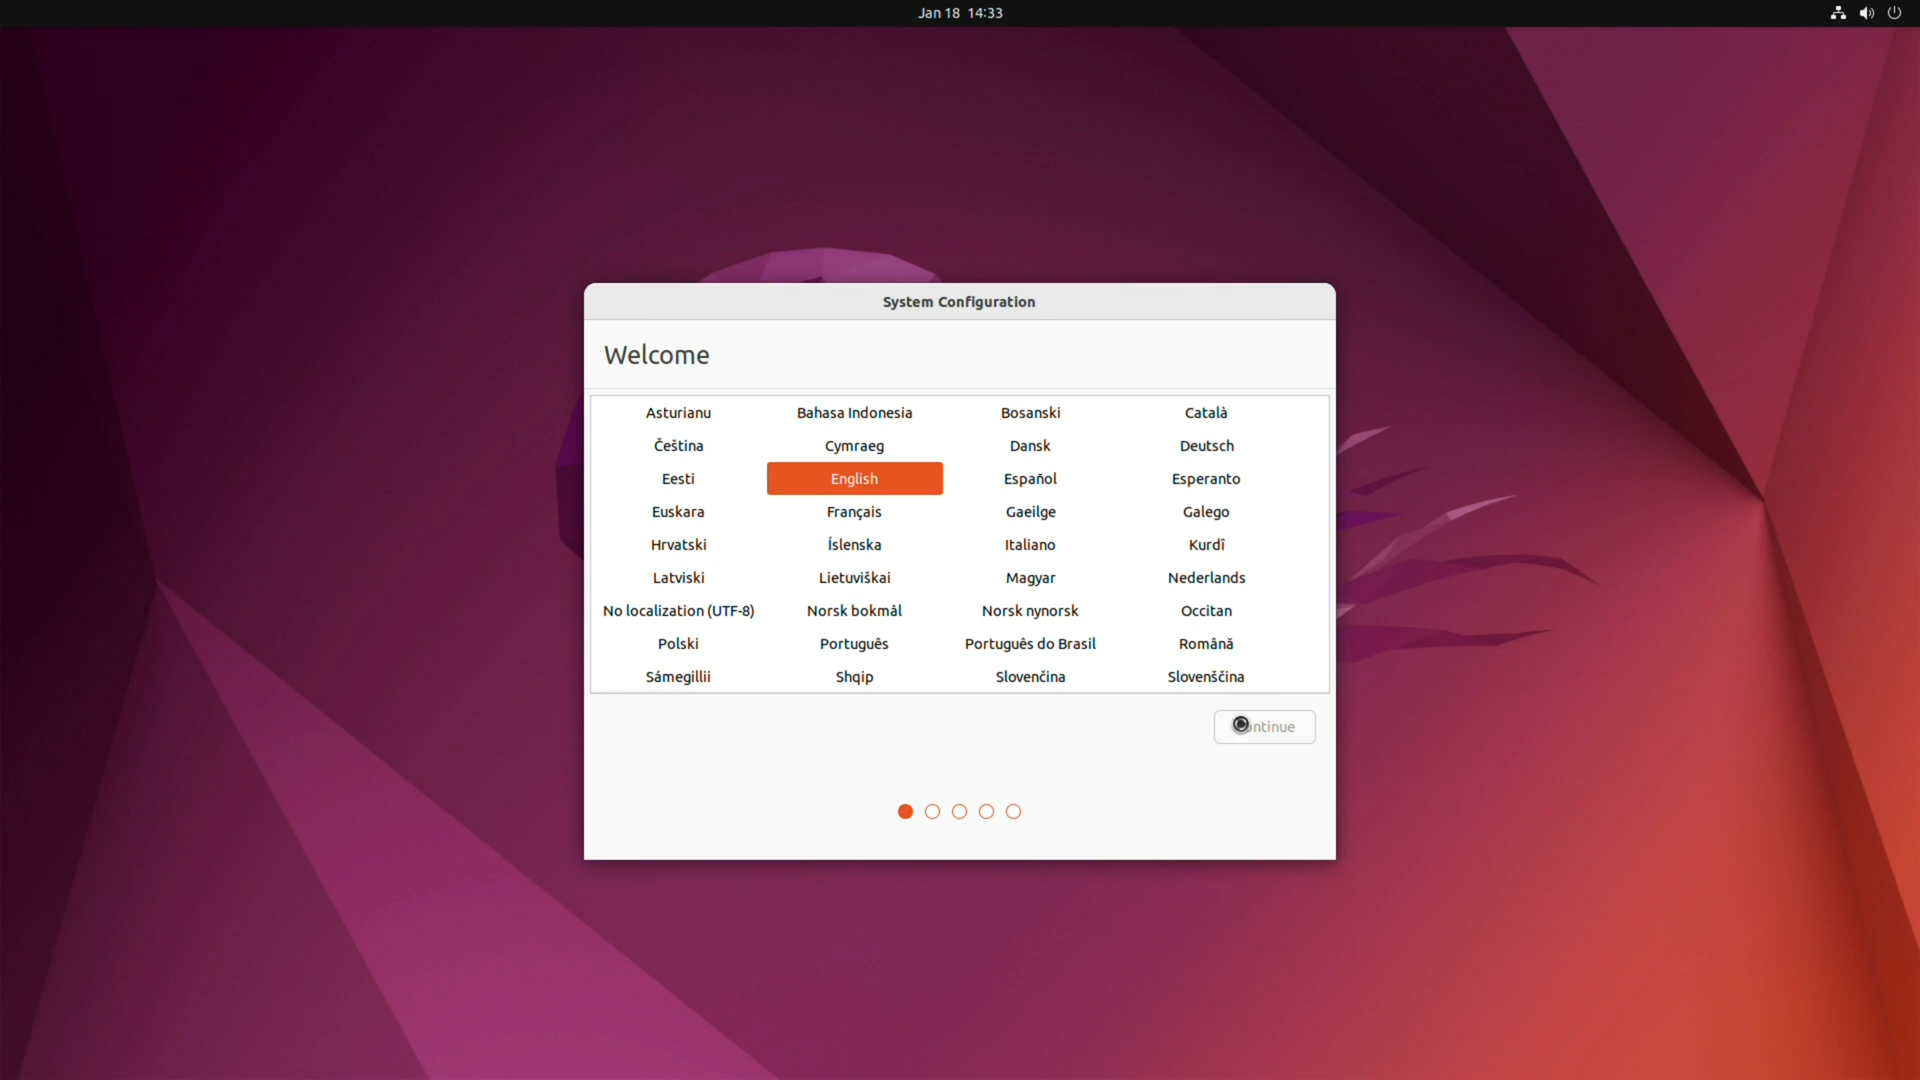 Jan 18 14:33
System Configuration
Welcome
Asturianu Bahasa Indonesia Bosanski Català
Čeština Cymraeg Dansk Deutsch
Eesti English Español Esperanto
Euskara Français Gaeilge Galego
Hrvatski Íslenska Italiano Kurdî
Latviski Lietuviškai Magyar Nederlands
No localization (UTF-8) Norsk bokmål Norsk nynorsk Occitan
Polski Português Português do Brasil Română
Sámegillii Shqip Slovenčina Slovenščina
ntinue